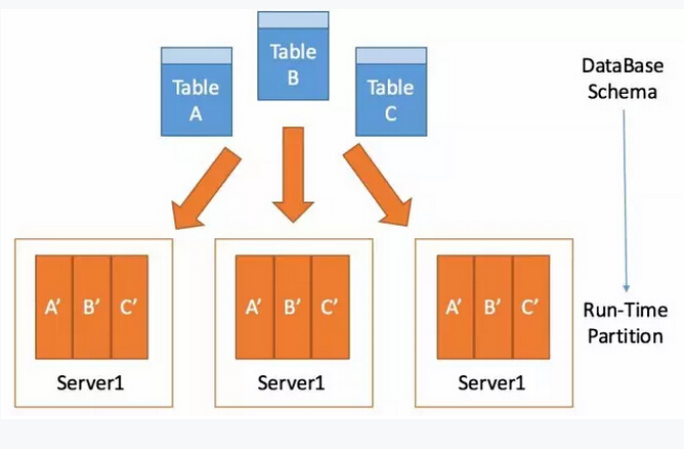 Table
A
Table
B
Table
C
DataBase
Schema
A’ B’ C’
Server1
A’ B’ C’
Server1
A’ B’ C’
Server1
Run-Time
Partition